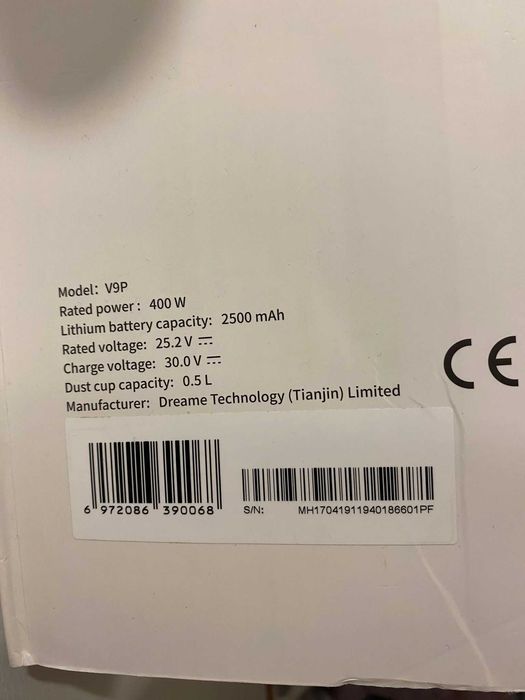 Model: V9P
Rated power: 400 W
Lithium battery capacity: 2500 mAh
Rated voltage: 25.2 V ⎓
Charge voltage: 30.0 V ⎓
Dust cup capacity: 0.5 L
Manufacturer: Dreame Technology (Tianjin) Limited
CE
6 972086 390068
S/N: MH17041911940186601PF